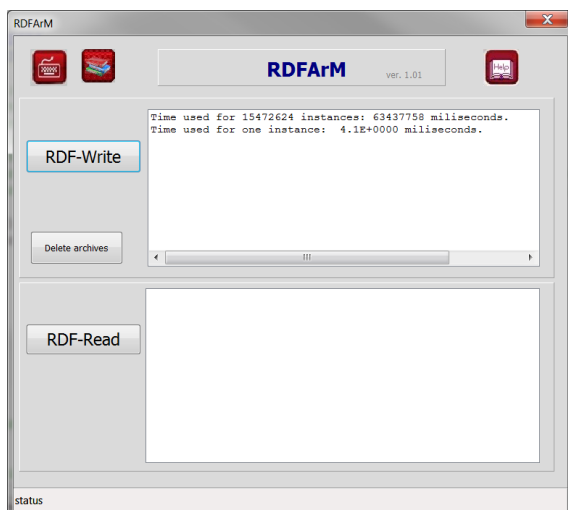 RDFArM
RDFArM ver. 1.01
Help
Time used for 15472624 instances: 63437758 miliseconds.
Time used for one instance:  4.1E+0000 miliseconds.
RDF-Write
Delete archives
RDF-Read
status